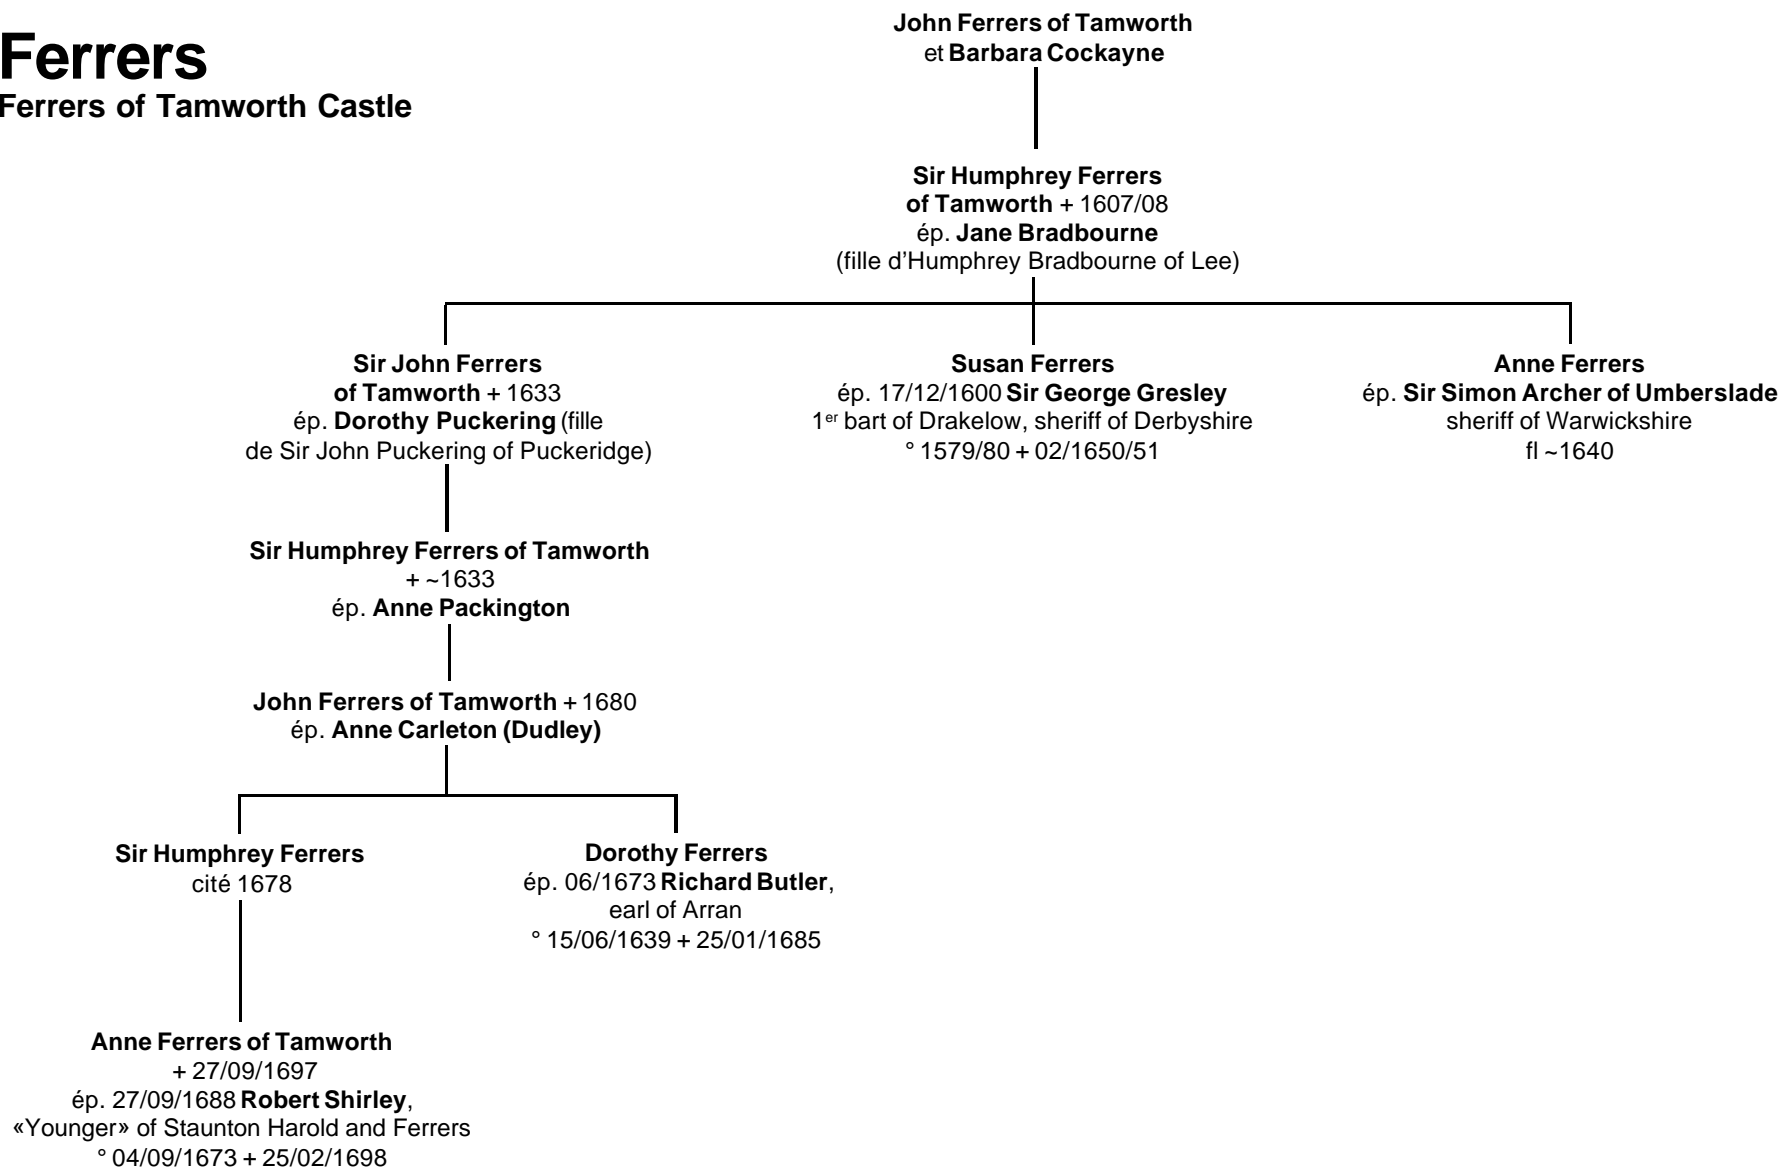 Ferrers
Ferrers of Tamworth Castle
John Ferrers of Tamworth
et Barbara Cockayne
Sir Humphrey Ferrers
of Tamworth + 1607/08
ép. Jane Bradbourne
(fille d’Humphrey Bradbourne of Lee)
Sir John Ferrers
of Tamworth + 1633
ép. Dorothy Puckering (fille
de Sir John Puckering of Puckeridge)
Susan Ferrers
ép. 17/12/1600 Sir George Gresley
1er bart of Drakelow, sheriff of Derbyshire
° 1579/80 + 02/1650/51
Anne Ferrers
ép. Sir Simon Archer of Umberslade
sheriff of Warwickshire
fl ~1640
Sir Humphrey Ferrers of Tamworth
+ ~1633
ép. Anne Packington
John Ferrers of Tamworth + 1680
ép. Anne Carleton (Dudley)
Sir Humphrey Ferrers
cité 1678
Dorothy Ferrers
ép. 06/1673 Richard Butler,
earl of Arran
° 15/06/1639 + 25/01/1685
Anne Ferrers of Tamworth
+ 27/09/1697
ép. 27/09/1688 Robert Shirley,
«Younger» of Staunton Harold and Ferrers
° 04/09/1673 + 25/02/1698